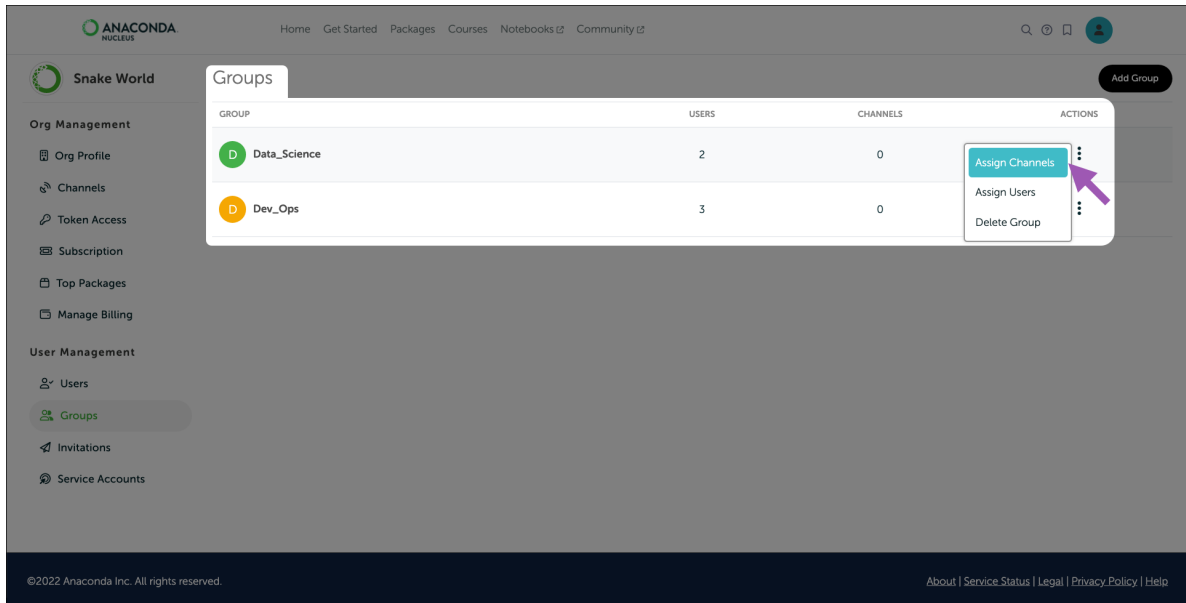 ANACONDA.
NUCLEUS
Home Get Started Packages Courses Notebooks Community
Snake World
Groups
Add Group
GROUP USERS CHANNELS ACTIONS
Org Management
D Data_Science 2 0
Assign Channels
Org Profile
Channels
Assign Users
D Dev_Ops 3 0
Token Access
Delete Group
Subscription
Top Packages
Manage Billing
User Management
Users
Groups
Invitations
Service Accounts
©2022 Anaconda Inc. All rights reserved.
About | Service Status | Legal | Privacy Policy | Help